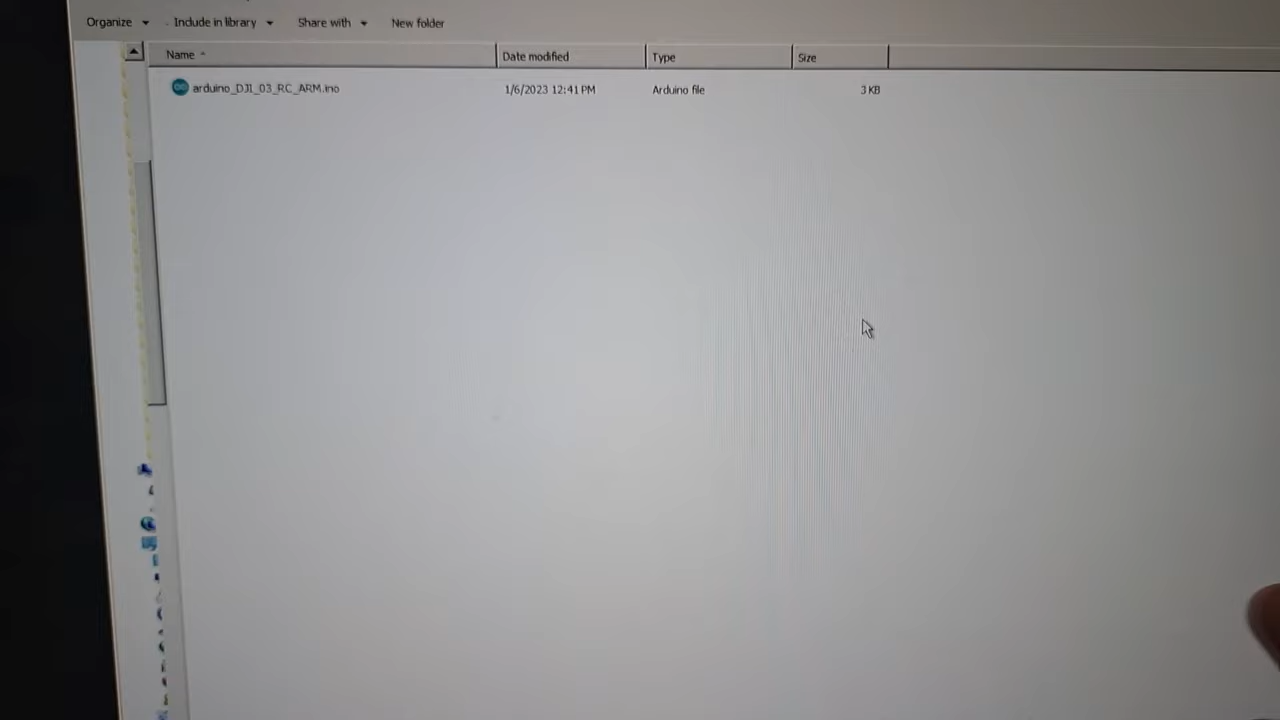 Organize Include in library Share with New folder
Name Date modified Type Size
arduino_DJI_03_RC_ARM.ino 1/6/2023 12:41 PM Arduino file 3 KB